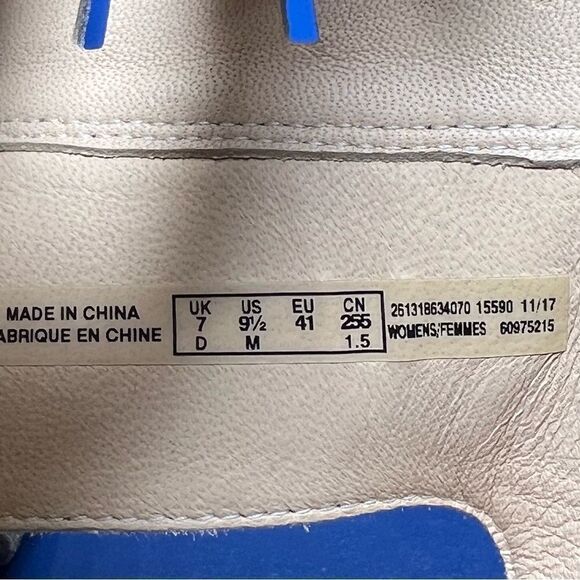 MADE IN CHINA
ABRIQUE EN CHINE
UK US EU CN
7 9½ 41 255
D M 1.5
261318634070 15590 11/17
WOMENS/FEMMES 60975215